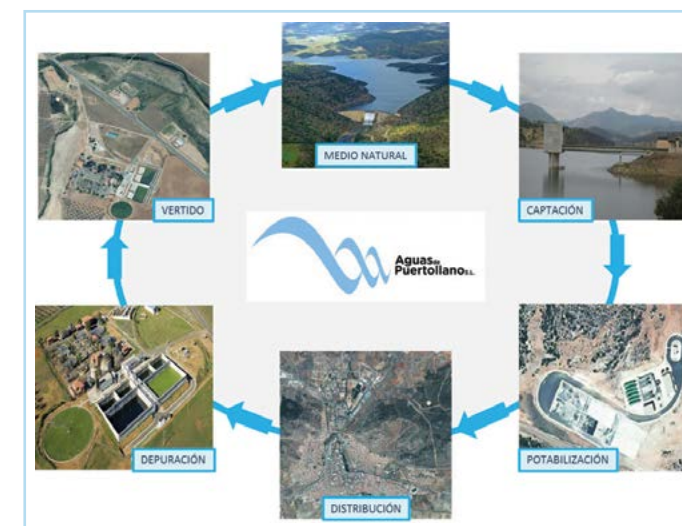 MEDIO NATURAL
CAPTACIÓN
POTABILIZACIÓN
DISTRIBUCIÓN
DEPURACIÓN
VERTIDO
Aguas de
Puertollano S.L.